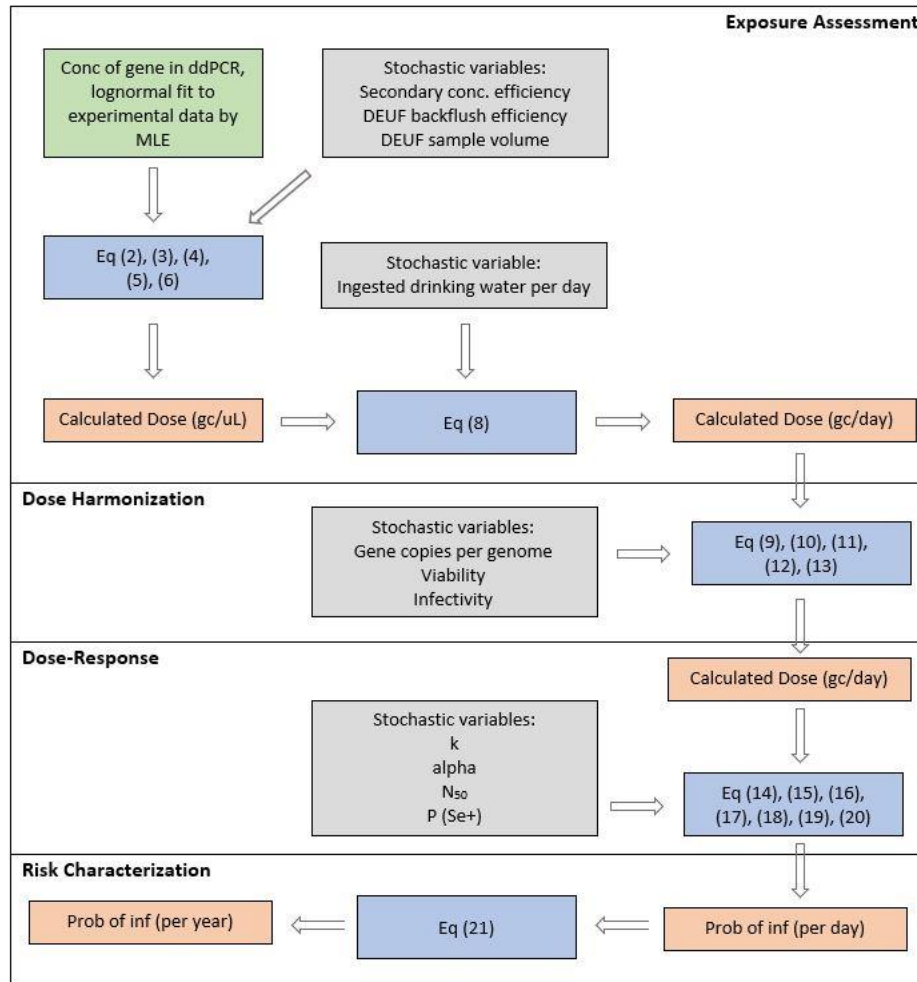 Exposure Assessment
Conc of gene in ddPCR,
lognormal fit to
experimental data by
MLE
Stochastic variables:
Secondary conc. efficiency
DEUF backflush efficiency
DEUF sample volume
Eq (2), (3), (4),
(5), (6)
Stochastic variable:
Ingested drinking water per day
Calculated Dose (gc/uL)
Eq (8)
Calculated Dose (gc/day)
Dose Harmonization
Stochastic variables:
Gene copies per genome
Viability
Infectivity
Eq (9), (10), (11),
(12), (13)
Dose-Response
Calculated Dose (gc/day)
Stochastic variables:
k
alpha
N₅₀
P (Se+)
Eq (14), (15), (16),
(17), (18), (19), (20)
Risk Characterization
Prob of inf (per year)
Eq (21)
Prob of inf (per day)